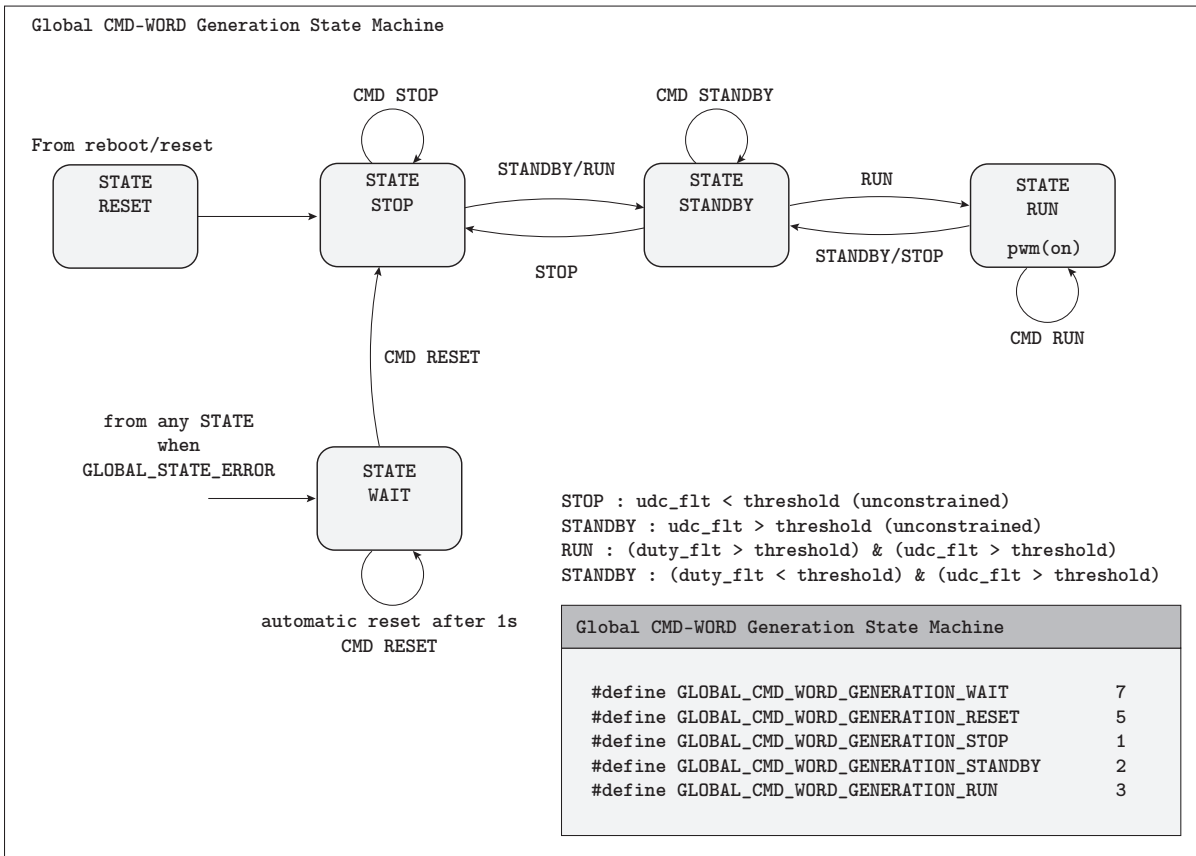 Global CMD-WORD Generation State Machine
CMD STOP
CMD STANDBY
From reboot/reset
STATE
RESET
STATE
STOP
STANDBY/RUN
STOP
STATE
STANDBY
RUN
STANDBY/STOP
STATE
RUN
pwm(on)
CMD RUN
CMD RESET
from any STATE
when
GLOBAL_STATE_ERROR
STATE
WAIT
automatic reset after 1s
CMD RESET
STOP : udc_flt < threshold (unconstrained)
STANDBY : udc_flt > threshold (unconstrained)
RUN : (duty_flt > threshold) & (udc_flt > threshold)
STANDBY : (duty_flt < threshold) & (udc_flt > threshold)
Global CMD-WORD Generation State Machine
#define GLOBAL_CMD_WORD_GENERATION_WAIT 7
#define GLOBAL_CMD_WORD_GENERATION_RESET 5
#define GLOBAL_CMD_WORD_GENERATION_STOP 1
#define GLOBAL_CMD_WORD_GENERATION_STANDBY 2
#define GLOBAL_CMD_WORD_GENERATION_RUN 3